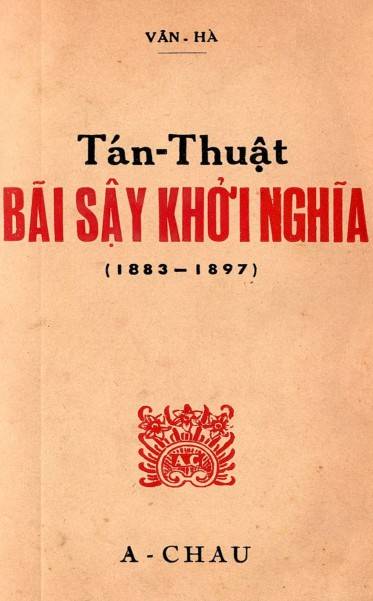 VÂN - HÀ
Tán-Thuật
BÃI SẬY KHỞI NGHĨA
(1883 – 1897)
A C
A - CHAU